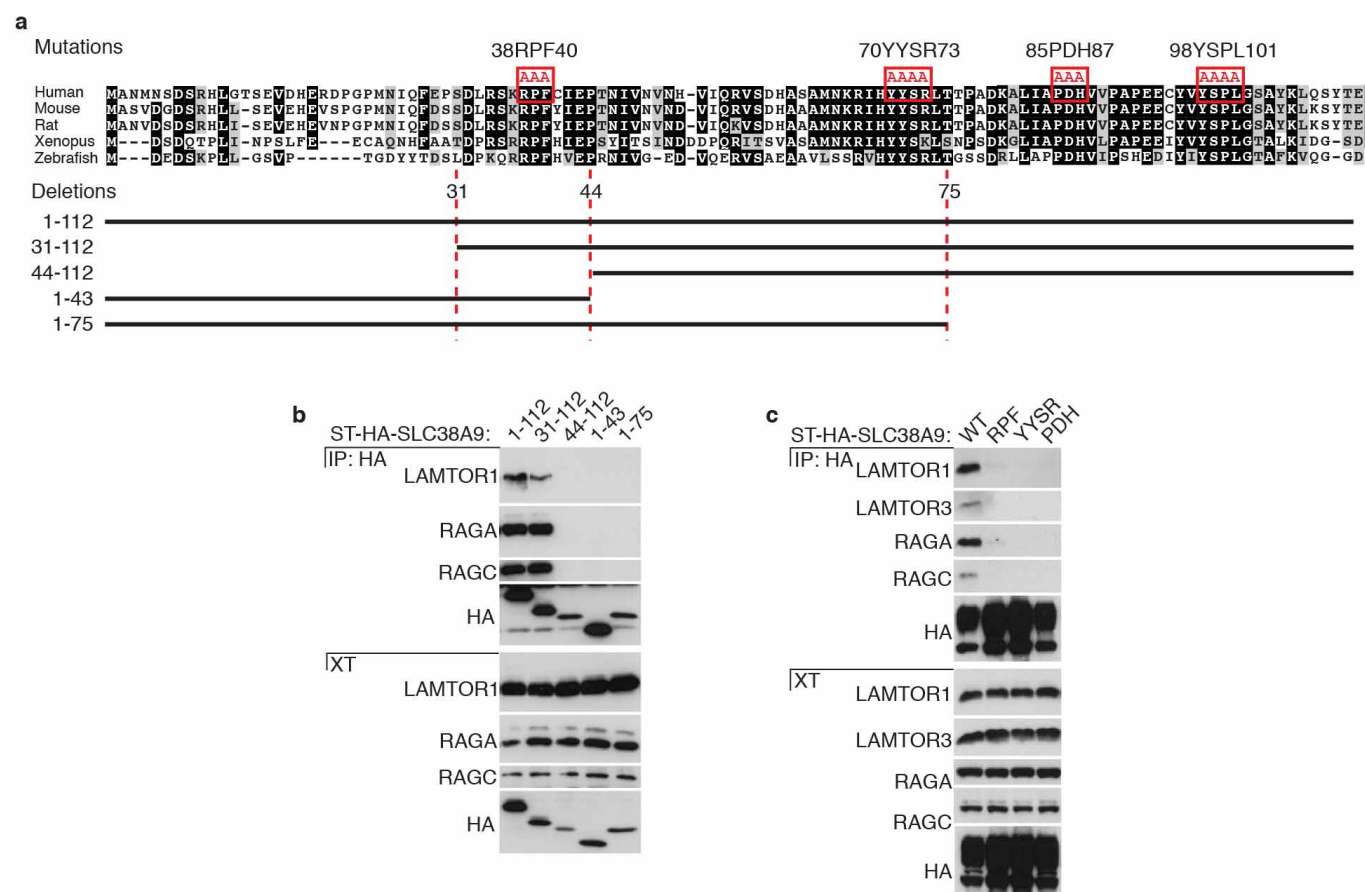 a
Mutations
38RPF40 70YYSR73 85PDH87 98YSPL101
AAA AAAA AAA AAAA
Human MANMNSDSRHLGTSEVDHERDPGPMNIQFEPSDLRSKRPFCIEPTNIVNVNH-VIQRVSDHASAMNKRIHYYSRLTTPADKALIAPDHVVPAPEECYVYSPLGSAYKLQSYTE
Mouse MASVDGDSRHLL-SEVEHEVSPGPMNIQFDSSDLRSKRPFYIEPTNIVNVND-VIQRVSDHAAAMNKRIHYYSRLTTPADKALIAPDHVVPAPEECYVYSPLGSAYKLKSYTE
Rat MANVDSDSRHLI-SEVEHEVNPGPMNIQFDSSDLRSKRPFYIEPTNIVNVND-VIQKVSDHAAAMNKRIHYYSRLTTPADKALIAPDHVVPAPEECYVYSPLGSAYKLKSYTE
Xenopus M--DSDQTPLI-NPSLFE---ECAQNHFAATDPKSRRPFHIEPSYITSINDDDPQRITSVASAMNKRIHYYSKLSNPSDKGLIAPDHVLPAPEEIYVYSPLGTALKIDGS-D
Zebrafish M--DEDSKPLL-GSVP-----TGDYYTDSLDPKQRRPFHVEPRNIVG-ED-VQERVSAEAAVLSSRVHYYSRLTGSSDRLLAPPDHVIPSHEDIYIYSPLGTAFKVQG-GD
Deletions 31 44 75
1-112
31-112
44-112
1-43
1-75
b
ST-HA-SLC38A9: 1-112 31-112 44-112 1-43 1-75
IP: HA
LAMTOR1
RAGA
RAGC
HA
XT
LAMTOR1
RAGA
RAGC
HA
c
ST-HA-SLC38A9: WT RPF YYSR PDH
IP: HA
LAMTOR1
LAMTOR3
RAGA
RAGC
HA
XT
LAMTOR1
LAMTOR3
RAGA
RAGC
HA